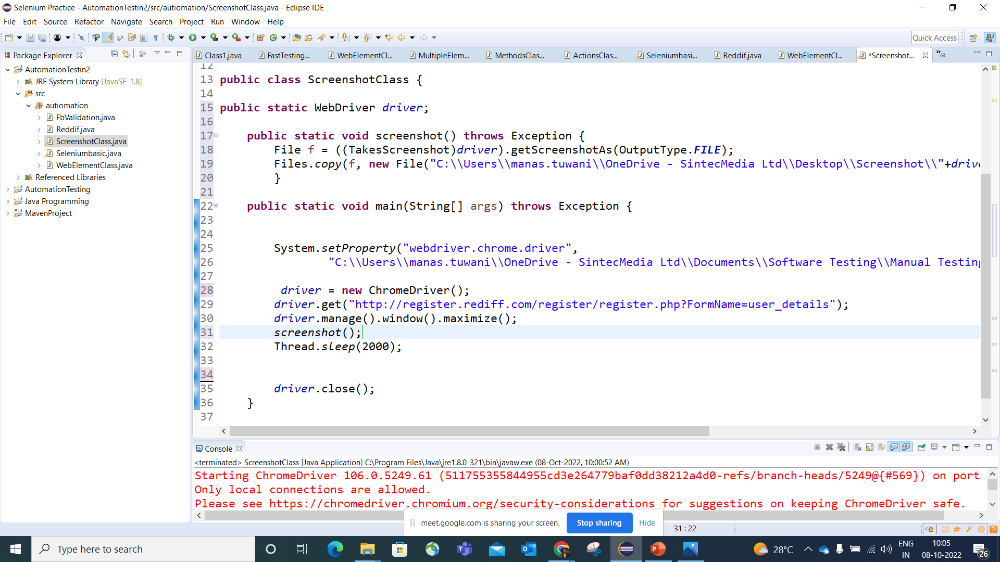 Selenium Practice - AutomationTestin2/src/autiomation/ScreenshotClass.java - Eclipse IDE
File Edit Source Refactor Navigate Search Project Run Window Help
Quick Access
Package Explorer
AutomationTestin2
JRE System Library [JavaSE-1.8]
src
autiomation
FbValidation.java
Reddif.java
ScreenshotClass.java
Seleniumbasic.java
WebElementClass.java
Referenced Libraries
AutomationTesting
Java Programming
MavenProject
Class1.java FastTesting... WebElementCl... MultipleElem... MethodsClas... ActionsClas... Seleniumbasi... Reddif.java WebElementCl... *Screenshot... »63
12
13 public class ScreenshotClass {
14
15 public static WebDriver driver;
16
17 public static void screenshot() throws Exception {
18 File f = ((TakesScreenshot)driver).getScreenshotAs(OutputType.FILE);
19 Files.copy(f, new File("C:\\Users\\manas.tuwani\\OneDrive - SintecMedia Ltd\\Desktop\\Screenshot\\"+drive
20 }
21
22 public static void main(String[] args) throws Exception {
23
24
25 System.setProperty("webdriver.chrome.driver",
26 "C:\\Users\\manas.tuwani\\OneDrive - SintecMedia Ltd\\Documents\\Software Testing\\Manual Testing
27
28 driver = new ChromeDriver();
29 driver.get("http://register.rediff.com/register/register.php?FormName=user_details");
30 driver.manage().window().maximize();
31 screenshot();
32 Thread.sleep(2000);
33
34
35 driver.close();
36 }
37
Console
<terminated> ScreenshotClass [Java Application] C:\Program Files\Java\jre1.8.0_321\bin\javaw.exe (08-Oct-2022, 10:00:52 AM)
Starting ChromeDriver 106.0.5249.61 (511755355844955cd3e264779baf0dd38212a4d0-refs/branch-heads/5249@{#569}) on port
Only local connections are allowed.
Please see https://chromedriver.chromium.org/security-considerations for suggestions on keeping ChromeDriver safe.
meet.google.com is sharing your screen. Stop sharing Hide
31 : 22
Type here to search
28°C
ENG
IN
10:05
08-10-2022
26